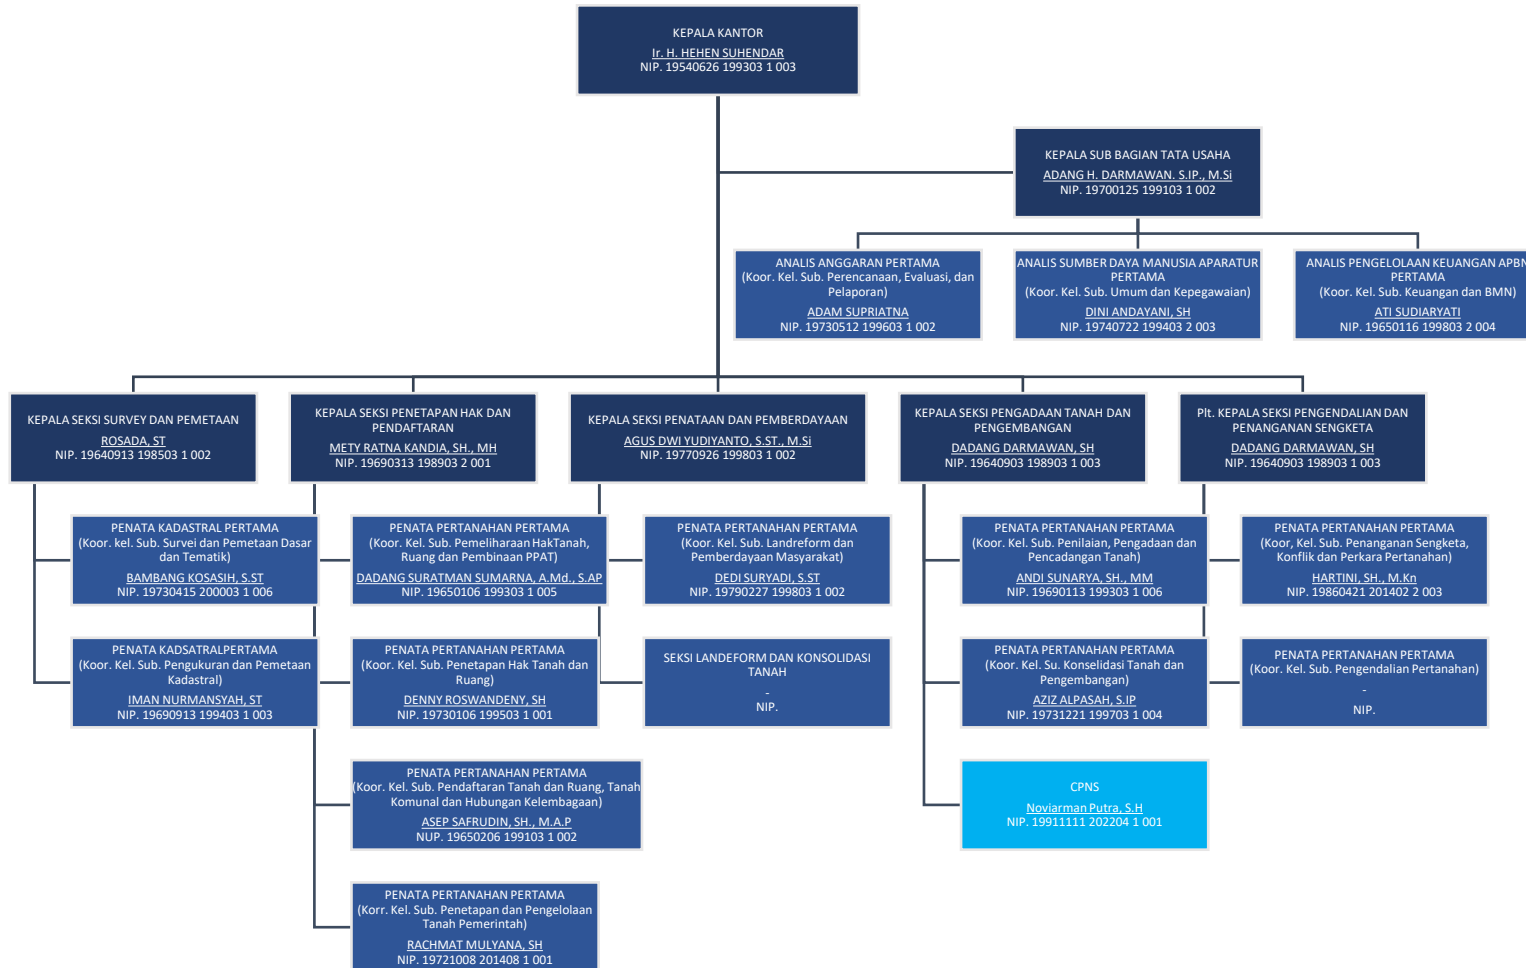 KEPALA KANTOR
Ir. H. HEHEN SUHENDAR
NIP. 19540626 199303 1 003
KEPALA SUB BAGIAN TATA USAHA
ADANG H. DARMAWAN. S.IP., M.Si
NIP. 19700125 199103 1 002
ANALIS ANGGARAN PERTAMA
(Koor. Kel. Sub. Perencanaan, Evaluasi, dan
Pelaporan)
ADAM SUPRIATNA
NIP. 19730512 199603 1 002
ANALIS SUMBER DAYA MANUSIA APARATUR
PERTAMA
(Koor. Kel. Sub. Umum dan Kepegawaian)
DINI ANDAYANI, SH
NIP. 19740722 199403 2 003
ANALIS PENGELOLAAN KEUANGAN APBN
PERTAMA
(Koor. Kel. Sub. Keuangan dan BMN)
ATI SUDIARYATI
NIP. 19650116 199803 2 004
KEPALA SEKSI SURVEY DAN PEMETAAN
ROSADA, ST
NIP. 19640913 198503 1 002
KEPALA SEKSI PENETAPAN HAK DAN
PENDAFTARAN
METY RATNA KANDIA, SH., MH
NIP. 19690313 198903 2 001
KEPALA SEKSI PENATAAN DAN PEMBERDAYAAN
AGUS DWI YUDIYANTO, S.ST., M.Si
NIP. 19770926 199803 1 002
KEPALA SEKSI PENGADAAN TANAH DAN
PENGEMBANGAN
DADANG DARMAWAN, SH
NIP. 19640903 198903 1 003
Plt. KEPALA SEKSI PENGENDALIAN DAN
PENANGANAN SENGKETA
DADANG DARMAWAN, SH
NIP. 19640903 198903 1 003
PENATA KADASTRAL PERTAMA
(Koor. kel. Sub. Survei dan Pemetaan Dasar
dan Tematik)
BAMBANG KOSASIH, S.ST
NIP. 19730415 200003 1 006
PENATA PERTANAHAN PERTAMA
(Koor. Kel. Sub. Pemeliharaan HakTanah,
Ruang dan Pembinaan PPAT)
DADANG SURATMAN SUMARNA, A.Md., S.AP
NIP. 19650106 199303 1 005
PENATA PERTANAHAN PERTAMA
(Koor. Kel. Sub. Landreform dan
Pemberdayaan Masyarakat)
DEDI SURYADI, S.ST
NIP. 19790227 199803 1 002
PENATA PERTANAHAN PERTAMA
(Koor. Kel. Sub. Penilaian, Pengadaan dan
Pencadangan Tanah)
ANDI SUNARYA, SH., MM
NIP. 19690113 199303 1 006
PENATA PERTANAHAN PERTAMA
(Koor, Kel. Sub. Penanganan Sengketa,
Konflik dan Perkara Pertanahan)
HARTINI, SH., M.Kn
NIP. 19860421 201402 2 003
PENATA KADSATRALPERTAMA
(Koor. Kel. Sub. Pengukuran dan Pemetaan
Kadastral)
IMAN NURMANSYAH, ST
NIP. 19690913 199403 1 003
PENATA PERTANAHAN PERTAMA
(Koor. Kel. Sub. Penetapan Hak Tanah dan
Ruang)
DENNY ROSWANDENY, SH
NIP. 19730106 199503 1 001
SEKSI LANDEFORM DAN KONSOLIDASI
TANAH
-
NIP.
PENATA PERTANAHAN PERTAMA
(Koor. Kel. Su. Konselidasi Tanah dan
Pengembangan)
AZIZ ALPASAH, S.IP
NIP. 19731221 199703 1 004
PENATA PERTANAHAN PERTAMA
(Koor. Kel. Sub. Pengendalian Pertanahan)
-
NIP.
PENATA PERTANAHAN PERTAMA
(Koor. Kel. Sub. Pendaftaran Tanah dan Ruang, Tanah
Komunal dan Hubungan Kelembagaan)
ASEP SAFRUDIN, SH., M.A.P
NUP. 19650206 199103 1 002
CPNS
Noviarman Putra, S.H
NIP. 19911111 202204 1 001
PENATA PERTANAHAN PERTAMA
(Korr. Kel. Sub. Penetapan dan Pengelolaan
Tanah Pemerintah)
RACHMAT MULYANA, SH
NIP. 19721008 201408 1 001